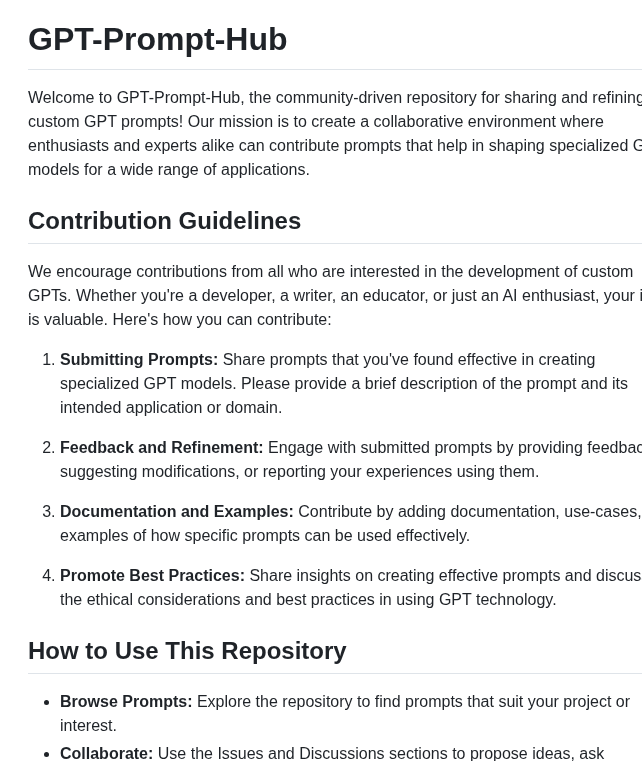 GPT-Prompt-Hub
Welcome to GPT-Prompt-Hub, the community-driven repository for sharing and refining
custom GPT prompts! Our mission is to create a collaborative environment where
enthusiasts and experts alike can contribute prompts that help in shaping specialized
models for a wide range of applications.
Contribution Guidelines
We encourage contributions from all who are interested in the development of custom
GPTs. Whether you're a developer, a writer, an educator, or just an AI enthusiast, your
is valuable. Here's how you can contribute:
1. Submitting Prompts: Share prompts that you've found effective in creating
specialized GPT models. Please provide a brief description of the prompt and its
intended application or domain.
2. Feedback and Refinement: Engage with submitted prompts by providing
suggesting modifications, or reporting your experiences using them.
3. Documentation and Examples: Contribute by adding documentation, use-cases,
examples of how specific prompts can be used effectively.
4. Promote Best Practices: Share insights on creating effective prompts and
the ethical considerations and best practices in using GPT technology.
How to Use This Repository
• Browse Prompts: Explore the repository to find prompts that suit your project or
interest.
• Collaborate: Use the Issues and Discussions sections to propose ideas, ask